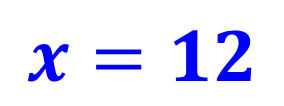 x = 12